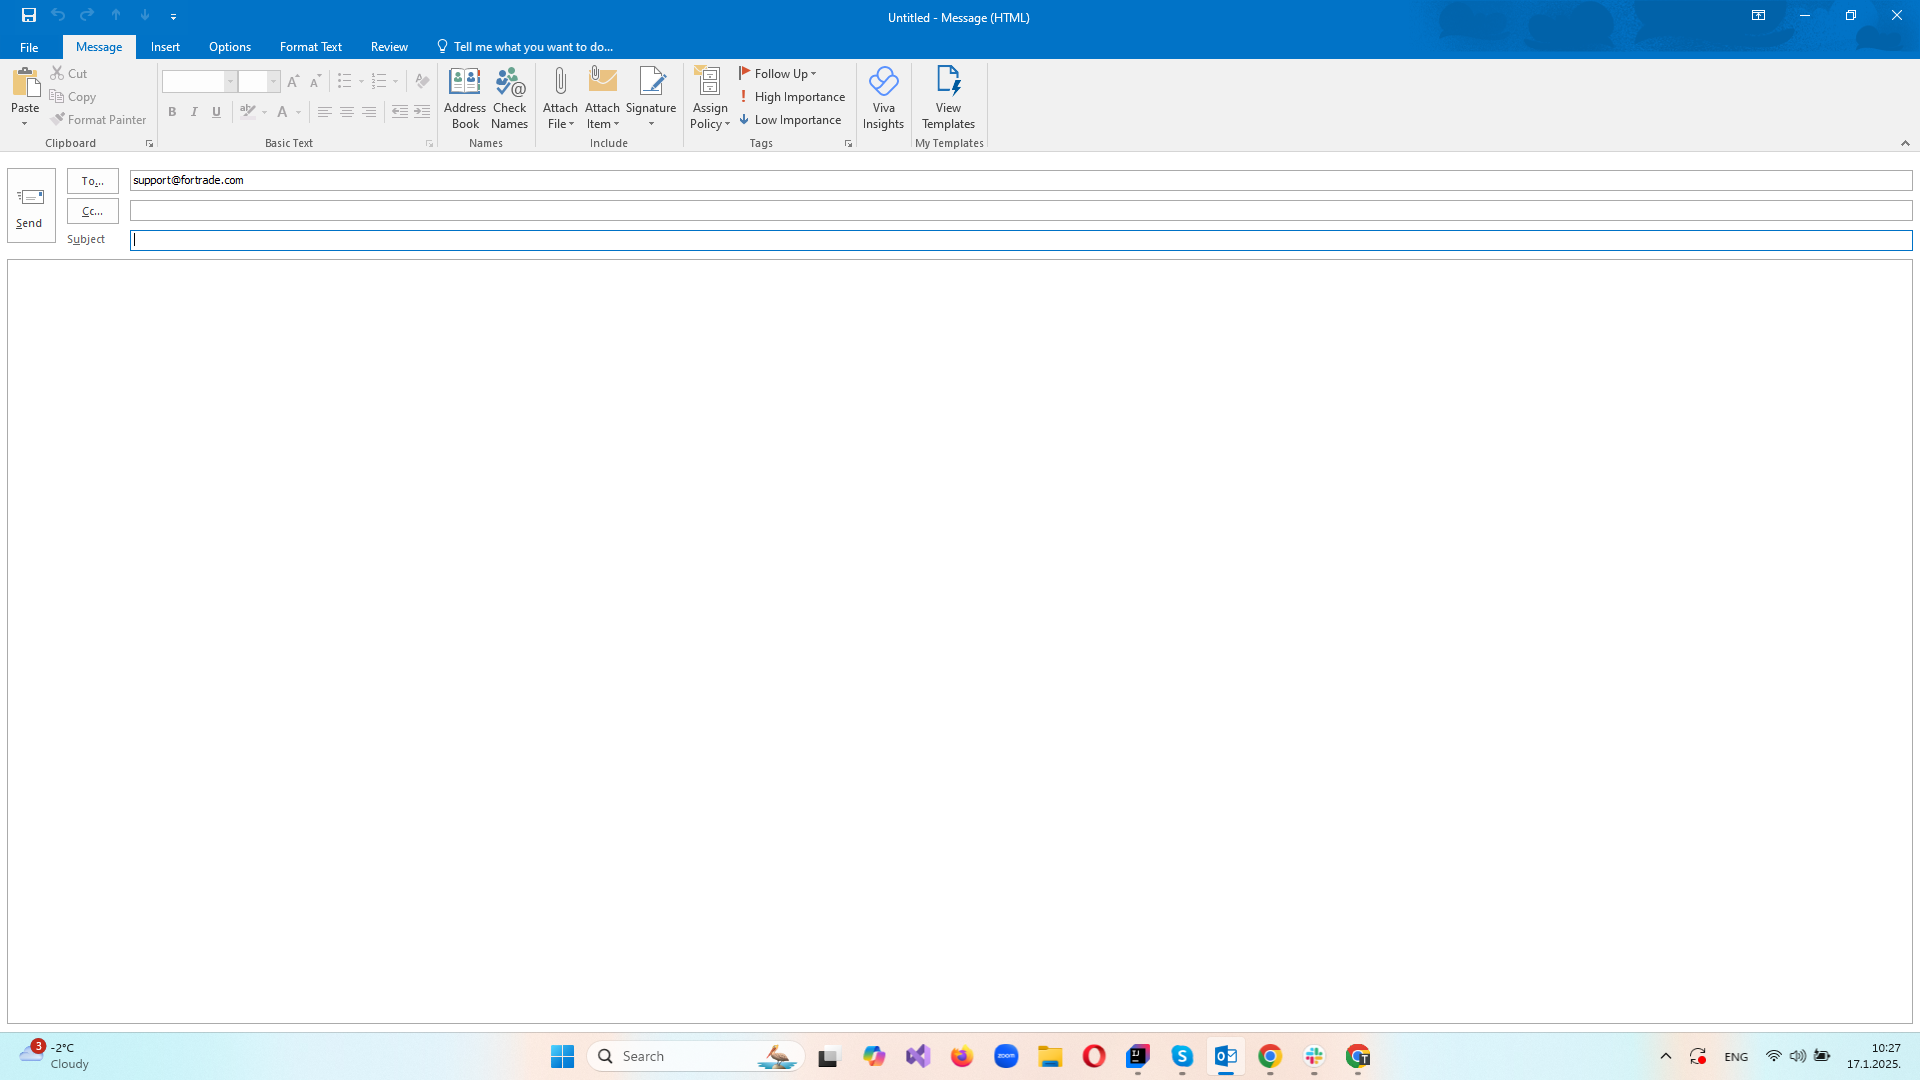 Untitled - Message (HTML)
File Message Insert Options Format Text Review Tell me what you want to do...
Paste
Cut
Copy
Format Painter
Clipboard
B I U ab A
A A
Basic Text
Address Book
Check Names
Names
Attach File
Attach Item
Signature
Include
Assign Policy
Follow Up
High Importance
Low Importance
Tags
Viva Insights
View Templates
My Templates
Send
To...
support@fortrade.com
Cc...
Subject
3
-2°C
Cloudy
Search
zoom
ENG
10:27
17.1.2025.